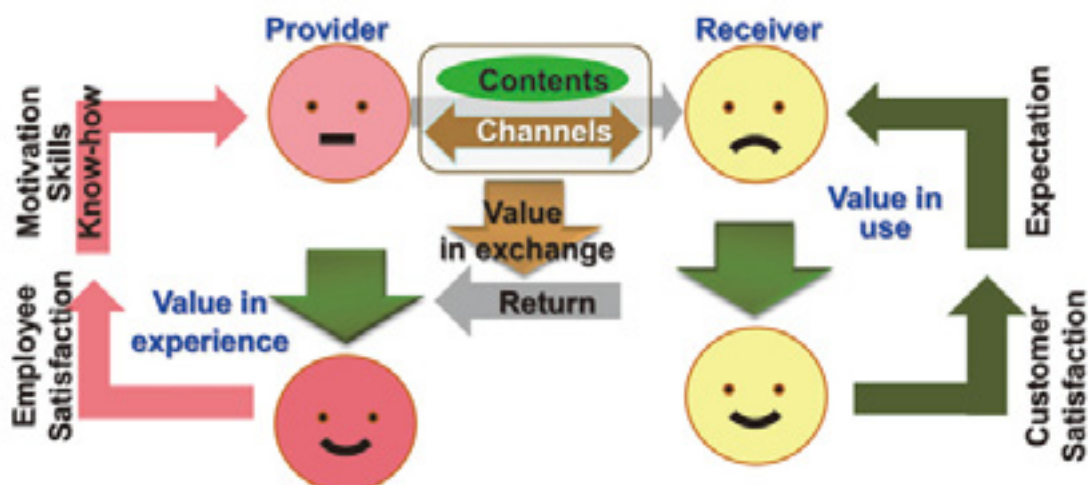 Provider
Receiver
Contents
Channels
Motivation
Skills
Know-how
Value
in exchange
Return
Value in
use
Expectation
Value in
experience
Employee
Satisfaction
Customer
Satisfaction